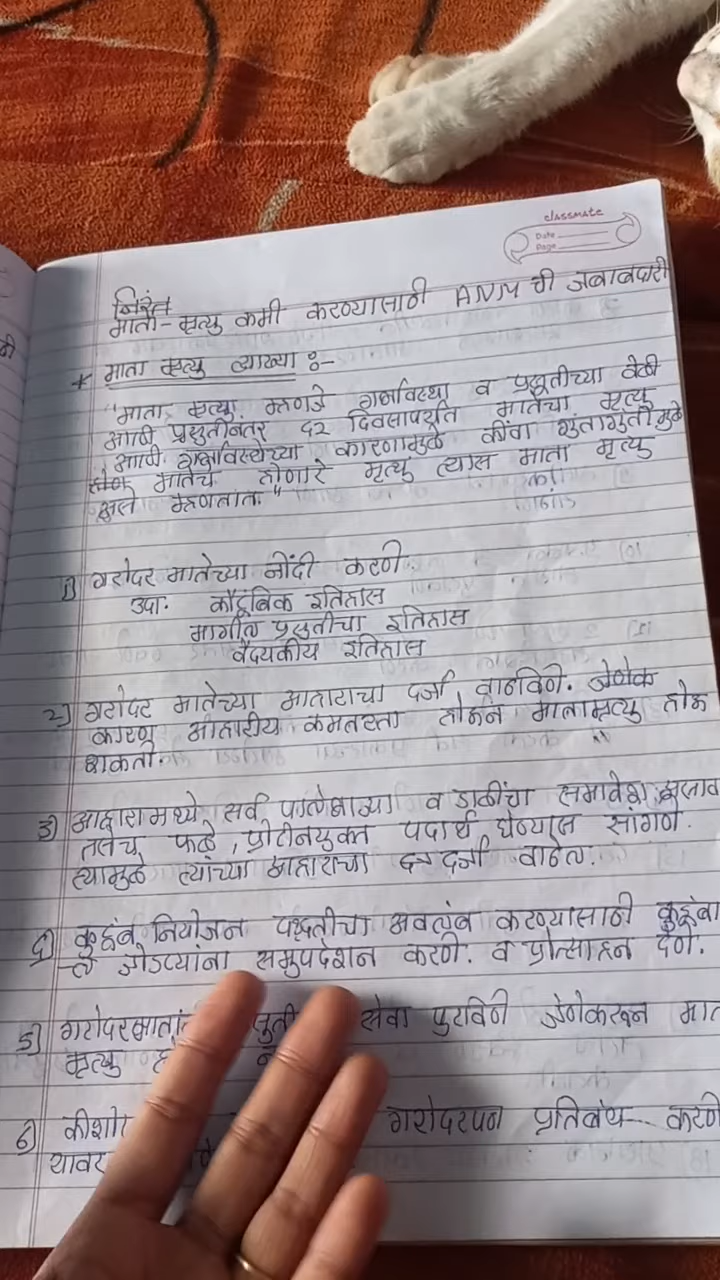 classmate
Date
Page
माता-मृत्यु कमी करण्यासाठी ANM ची जबाबदारी
* माता मृत्यु व्याख्या :-
"माता मृत्यु म्हणजे गर्भावस्था व प्रसुतीच्या वेळी
आणि प्रसुतीनंतर ४२ दिवसापर्यंत मातेचा मृत्यु
आणि गर्भावस्थेच्या कारणामुळे कींवा गुंतागुंतीमुळे
मातेचे होणारे मृत्यु त्यास माता मृत्यु
असे म्हणतात."
1) गरोदर मातेच्या नोंदी करणे.
उदा: कौटूंबिक इतिहास
मागील प्रसुतीचा इतिहास
वैदयकीय इतिहास
2) गरोदर मातेच्या आहाराचा दर्जा वाढविणे.
कारण आहारीय कमतरता होऊन मातामृत्यु होऊ
शकतो.
3) आहारामध्ये सर्व पालेभाज्या व डाळींचा समावेश
तसेच फळे, प्रोटीनयुक्त पदार्थ घेण्यास सांगणे.
त्यामुळे त्यांच्या आहाराचा दर्जा वाढेल.
4) कुटुंब नियोजन पद्धतीचा अवलंब करण्यासाठी कुटुंबा
जोडप्यांना समुपदेशन करणे. व प्रोत्साहन देणे.
5) गरोदरमातां सेवा पुरविणे जेणेकरून मात
मृत्यु
6) कीशो गरोदरपण प्रतिबंध करणे
यावर